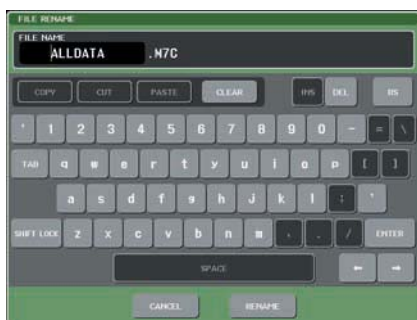 FILE RENAME
FILE NAME
ALLDATA .M7C
COPY CUT PASTE CLEAR INS DEL BS
` 1 2 3 4 5 6 7 8 9 0 - = \
TAB q w e r t y u i o p [ ]
a s d f g h j k l ; '
SHIFT LOCK z x c v b n m , . / ENTER
SPACE ← →
CANCEL RENAME